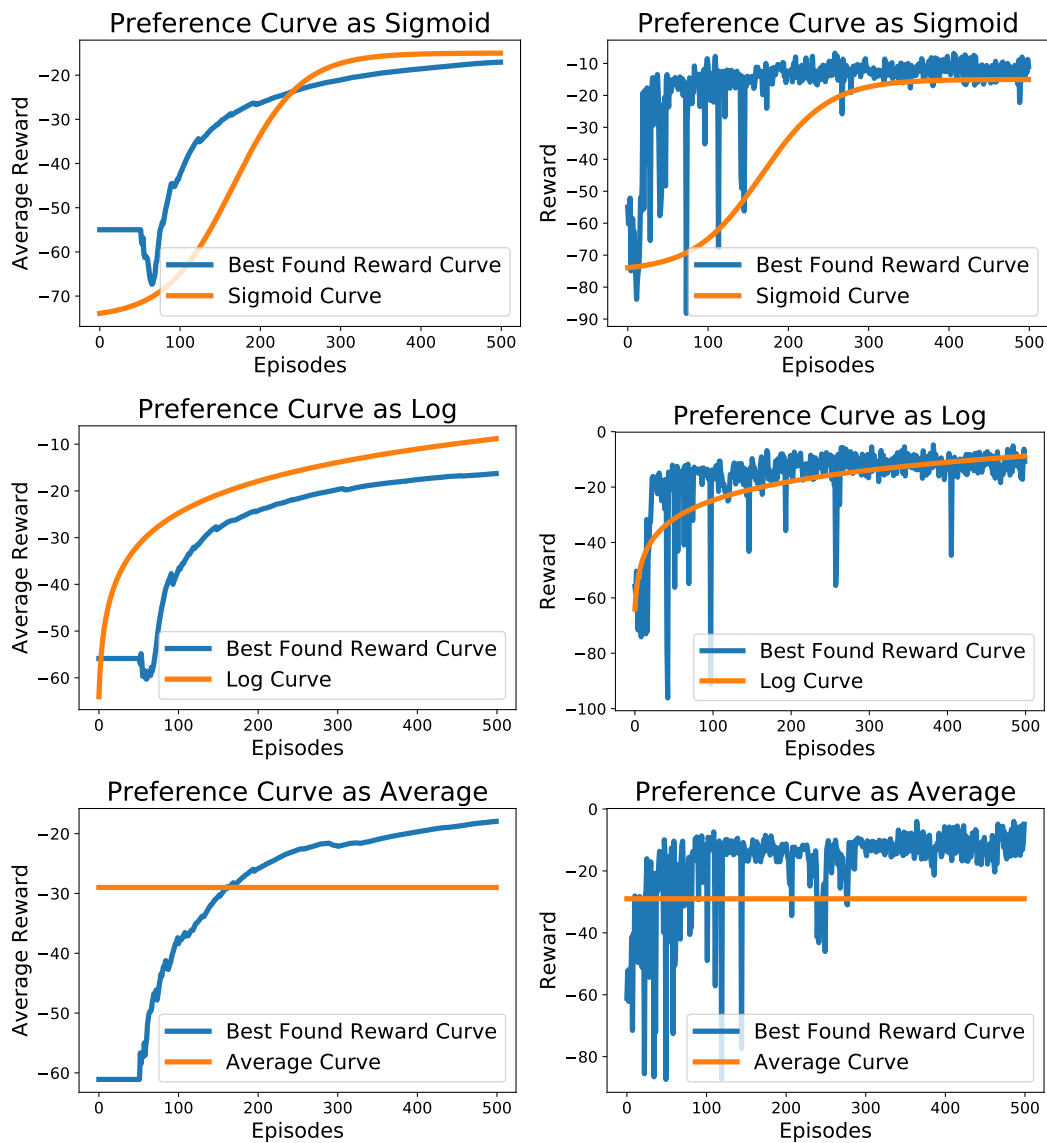 Preference Curve as Sigmoid
Average Reward
−20
−30
−40
−50
−60
−70
Best Found Reward Curve
Sigmoid Curve
0 100 200 300 400 500
Episodes
Preference Curve as Sigmoid
Reward
−10
−20
−30
−40
−50
−60
−70
−80
−90
Best Found Reward Curve
Sigmoid Curve
0 100 200 300 400 500
Episodes
Preference Curve as Log
Average Reward
−10
−20
−30
−40
−50
−60
Best Found Reward Curve
Log Curve
0 100 200 300 400 500
Episodes
Preference Curve as Log
Reward
0
−20
−40
−60
−80
−100
Best Found Reward Curve
Log Curve
0 100 200 300 400 500
Episodes
Preference Curve as Average
Average Reward
−20
−30
−40
−50
−60
Best Found Reward Curve
Average Curve
0 100 200 300 400 500
Episodes
Preference Curve as Average
Reward
0
−20
−40
−60
−80
Best Found Reward Curve
Average Curve
0 100 200 300 400 500
Episodes